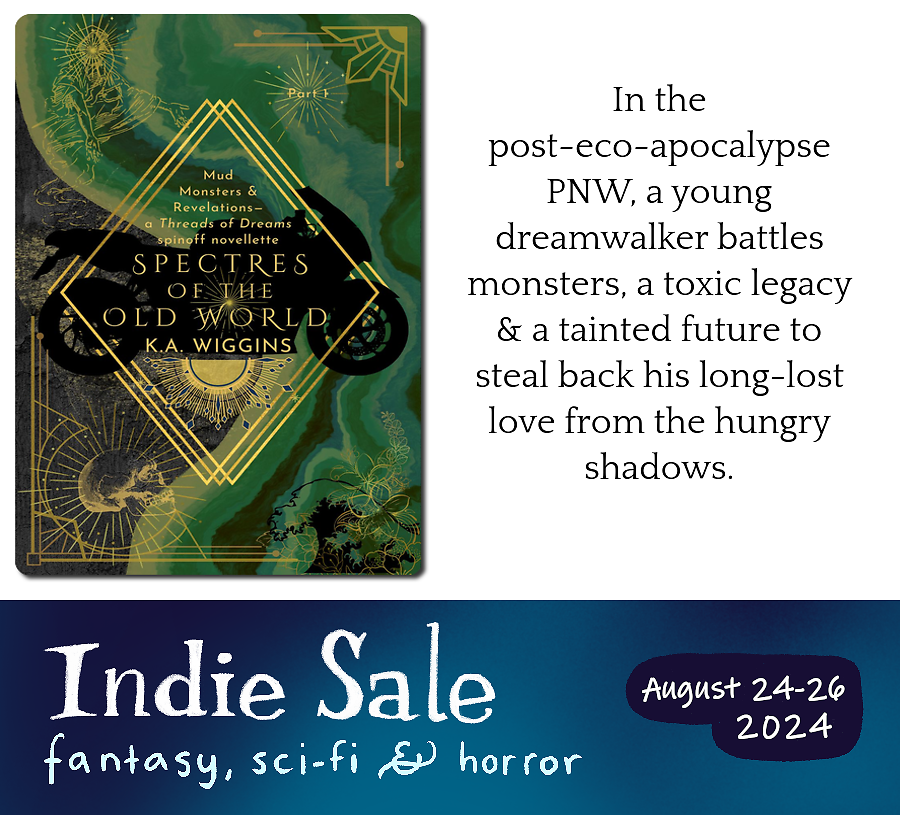 Part 1
Mud
Monsters &
Revelations—
a Threads of Dreams
spinoff novellette
SPECTRES
OF THE
OLD WORLD
K.A. WIGGINS
In the
post-eco-apocalypse
PNW, a young
dreamwalker battles
monsters, a toxic legacy
& a tainted future to
steal back his long-lost
love from the hungry
shadows.
Indie Sale
fantasy, sci-fi & horror
August 24-26
2024